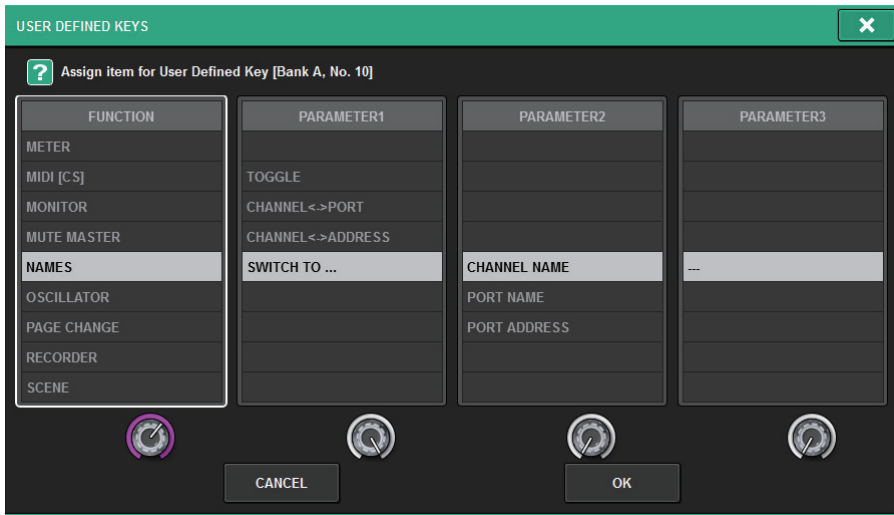 USER DEFINED KEYS
?
Assign item for User Defined Key [Bank A, No. 10]
FUNCTION PARAMETER1 PARAMETER2 PARAMETER3
METER
MIDI [CS] TOGGLE
MONITOR CHANNEL<->PORT
MUTE MASTER CHANNEL<->ADDRESS
NAMES SWITCH TO ... CHANNEL NAME ---
OSCILLATOR PORT NAME
PAGE CHANGE PORT ADDRESS
RECORDER
SCENE
CANCEL OK